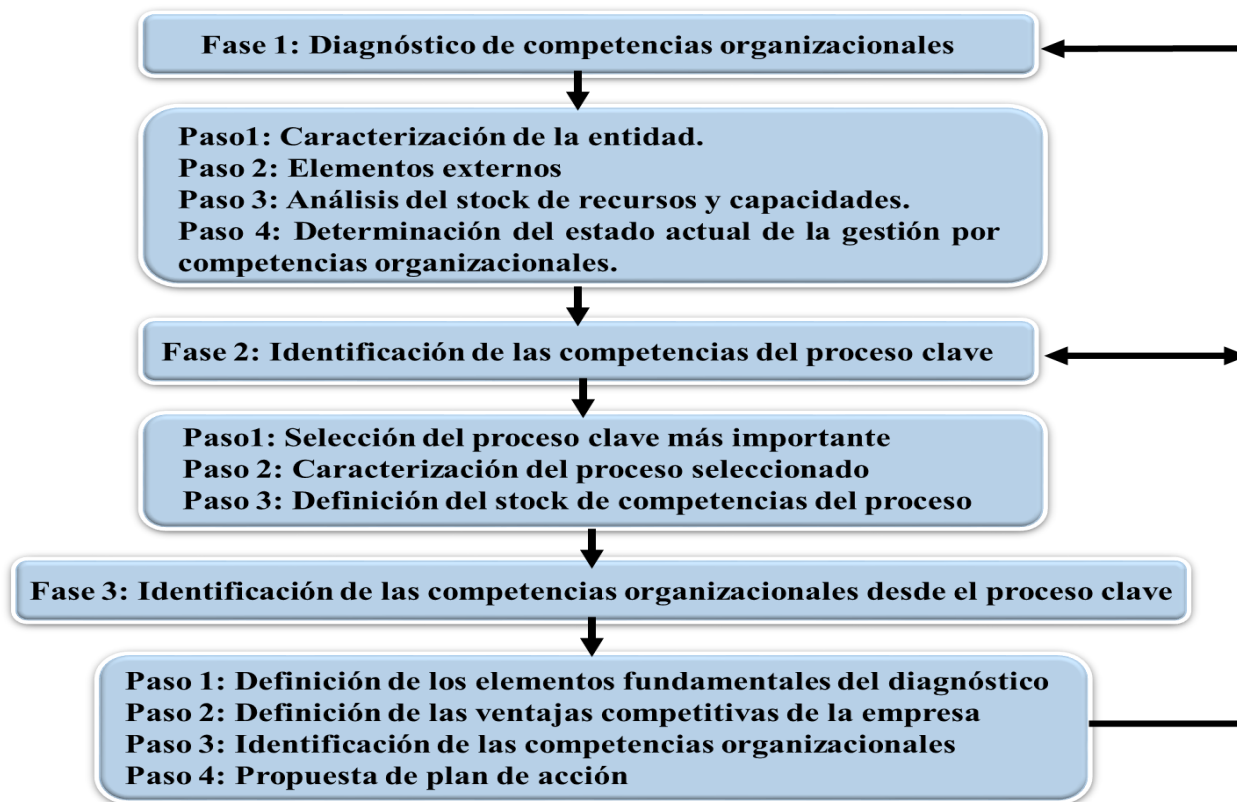 Fase 1: Diagnóstico de competencias organizacionales
Paso1: Caracterización de la entidad.
Paso 2: Elementos externos
Paso 3: Análisis del stock de recursos y capacidades.
Paso 4: Determinación del estado actual de la gestión por
competencias organizacionales.
Fase 2: Identificación de las competencias del proceso clave
Paso1: Selección del proceso clave más importante
Paso 2: Caracterización del proceso seleccionado
Paso 3: Definición del stock de competencias del proceso
Fase 3: Identificación de las competencias organizacionales desde el proceso clave
Paso 1: Definición de los elementos fundamentales del diagnóstico
Paso 2: Definición de las ventajas competitivas de la empresa
Paso 3: Identificación de las competencias organizacionales
Paso 4: Propuesta de plan de acción